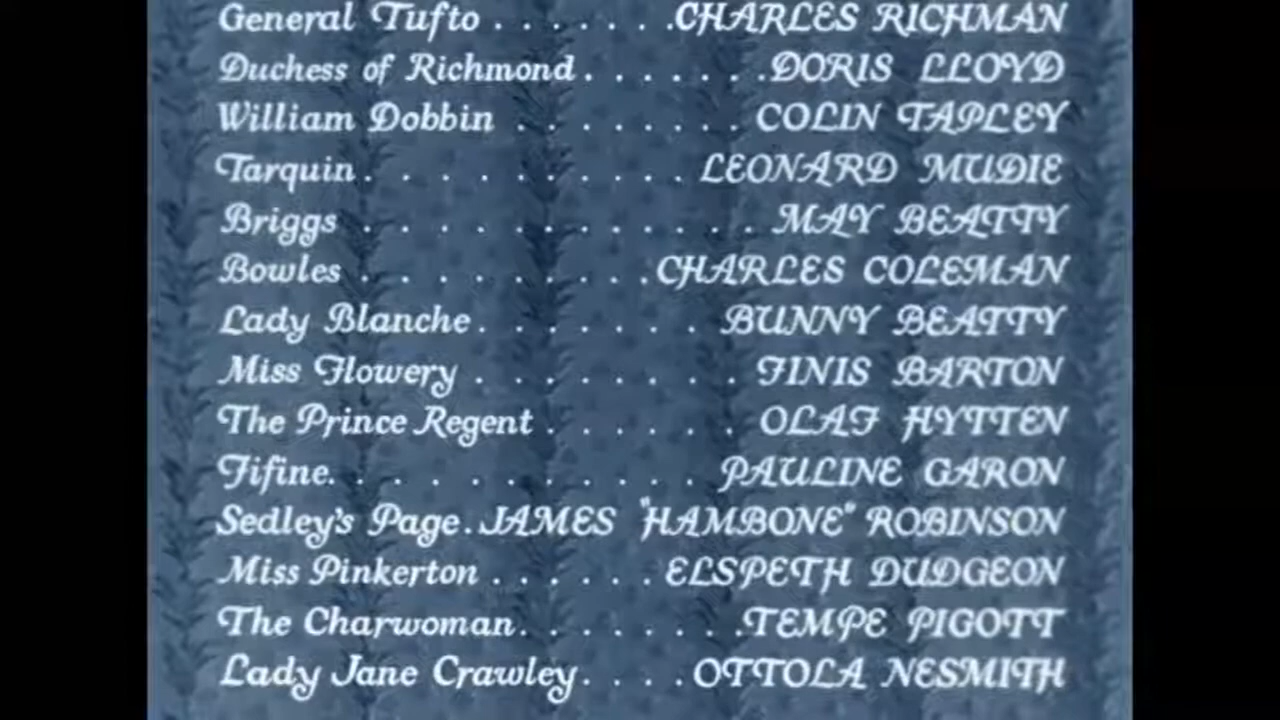 General Tufto . . . . . . .CHARLES RICHMAN
Duchess of Richmond . . . . . . .DORIS LLOYD
William Dobbin . . . . . . . COLIN TAPLEY
Tarquin . . . . . . . . . . LEONARD MUDIE
Briggs . . . . . . . . . . . . MAY BEATTY
Bowles . . . . . . . . .CHARLES COLEMAN
Lady Blanche . . . . . . . BUNNY BEATTY
Miss Flowery . . . . . . . . FINIS BARTON
The Prince Regent . . . . . . OLAF HYTTEN
Fifine. . . . . . . . . . . PAULINE GARON
Sedley's Page . JAMES "HAMBONE" ROBINSON
Miss Pinkerton . . . . . . ELSPETH DUDGEON
The Charwoman . . . . . . . .TEMPE PIGOTT
Lady Jane Crawley . . . . OTTOLA NESMITH